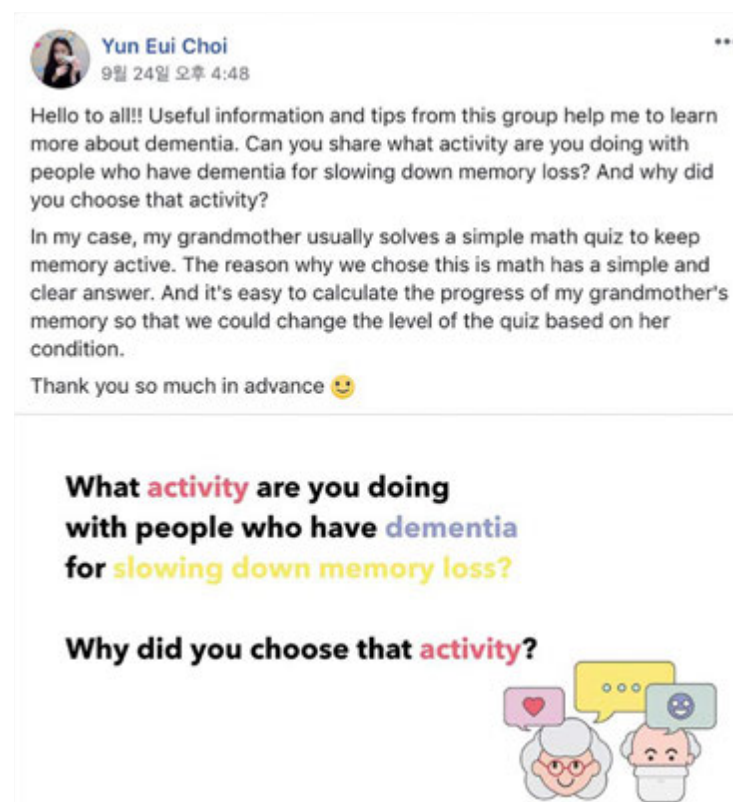 Yun Eui Choi
9월 24일 오후 4:48
Hello to all!! Useful information and tips from this group help me to learn
more about dementia. Can you share what activity are you doing with
people who have dementia for slowing down memory loss? And why did
you choose that activity?
In my case, my grandmother usually solves a simple math quiz to keep
memory active. The reason why we chose this is math has a simple and
clear answer. And it's easy to calculate the progress of my grandmother's
memory so that we could change the level of the quiz based on her
condition.
Thank you so much in advance 🙂
What activity are you doing
with people who have dementia
for slowing down memory loss?
Why did you choose that activity?